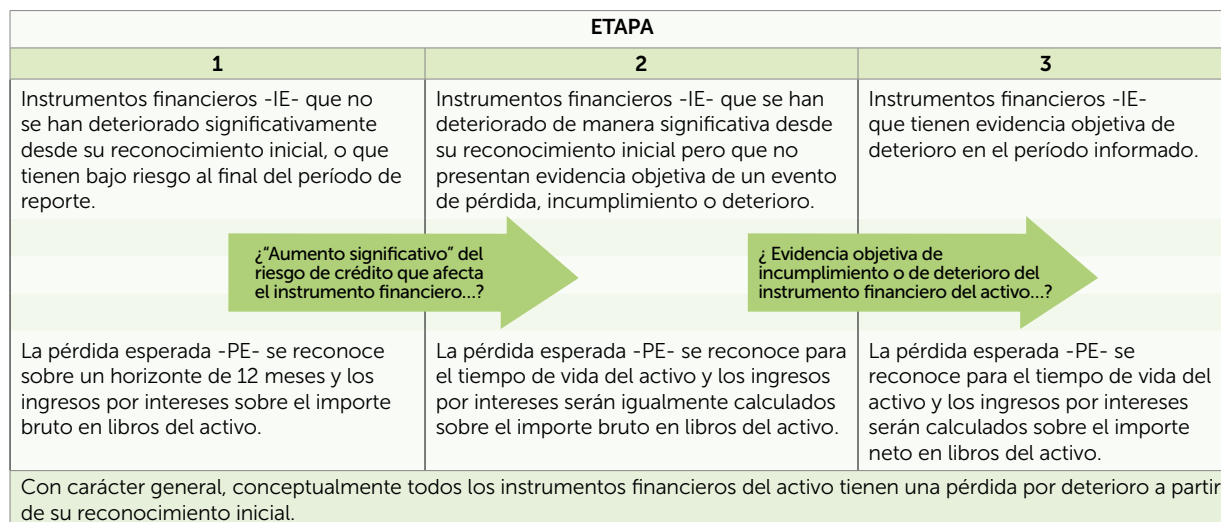 ETAPA
1
2
3
Instrumentos financieros -IE- que no
se han deteriorado significativamente
desde su reconocimiento inicial, o que
tienen bajo riesgo al final del período de
reporte.
Instrumentos financieros -IE- que se han
deteriorado de manera significativa desde
su reconocimiento inicial pero que no
presentan evidencia objetiva de un evento
de pérdida, incumplimiento o deterioro.
Instrumentos financieros -IE-
que tienen evidencia objetiva de
deterioro en el período informado.
¿"Aumento significativo" del
riesgo de crédito que afecta
el instrumento financiero...?
¿ Evidencia objetiva de
incumplimiento o de deterioro del
instrumento financiero del activo...?
La pérdida esperada -PE- se reconoce
sobre un horizonte de 12 meses y los
ingresos por intereses sobre el importe
bruto en libros del activo.
La pérdida esperada -PE- se reconoce para
el tiempo de vida del activo y los ingresos
por intereses serán igualmente calculados
sobre el importe bruto en libros del activo.
La pérdida esperada -PE- se
reconoce para el tiempo de vida del
activo y los ingresos por intereses
serán calculados sobre el importe
neto en libros del activo.
Con carácter general, conceptualmente todos los instrumentos financieros del activo tienen una pérdida por deterioro a partir
de su reconocimiento inicial.